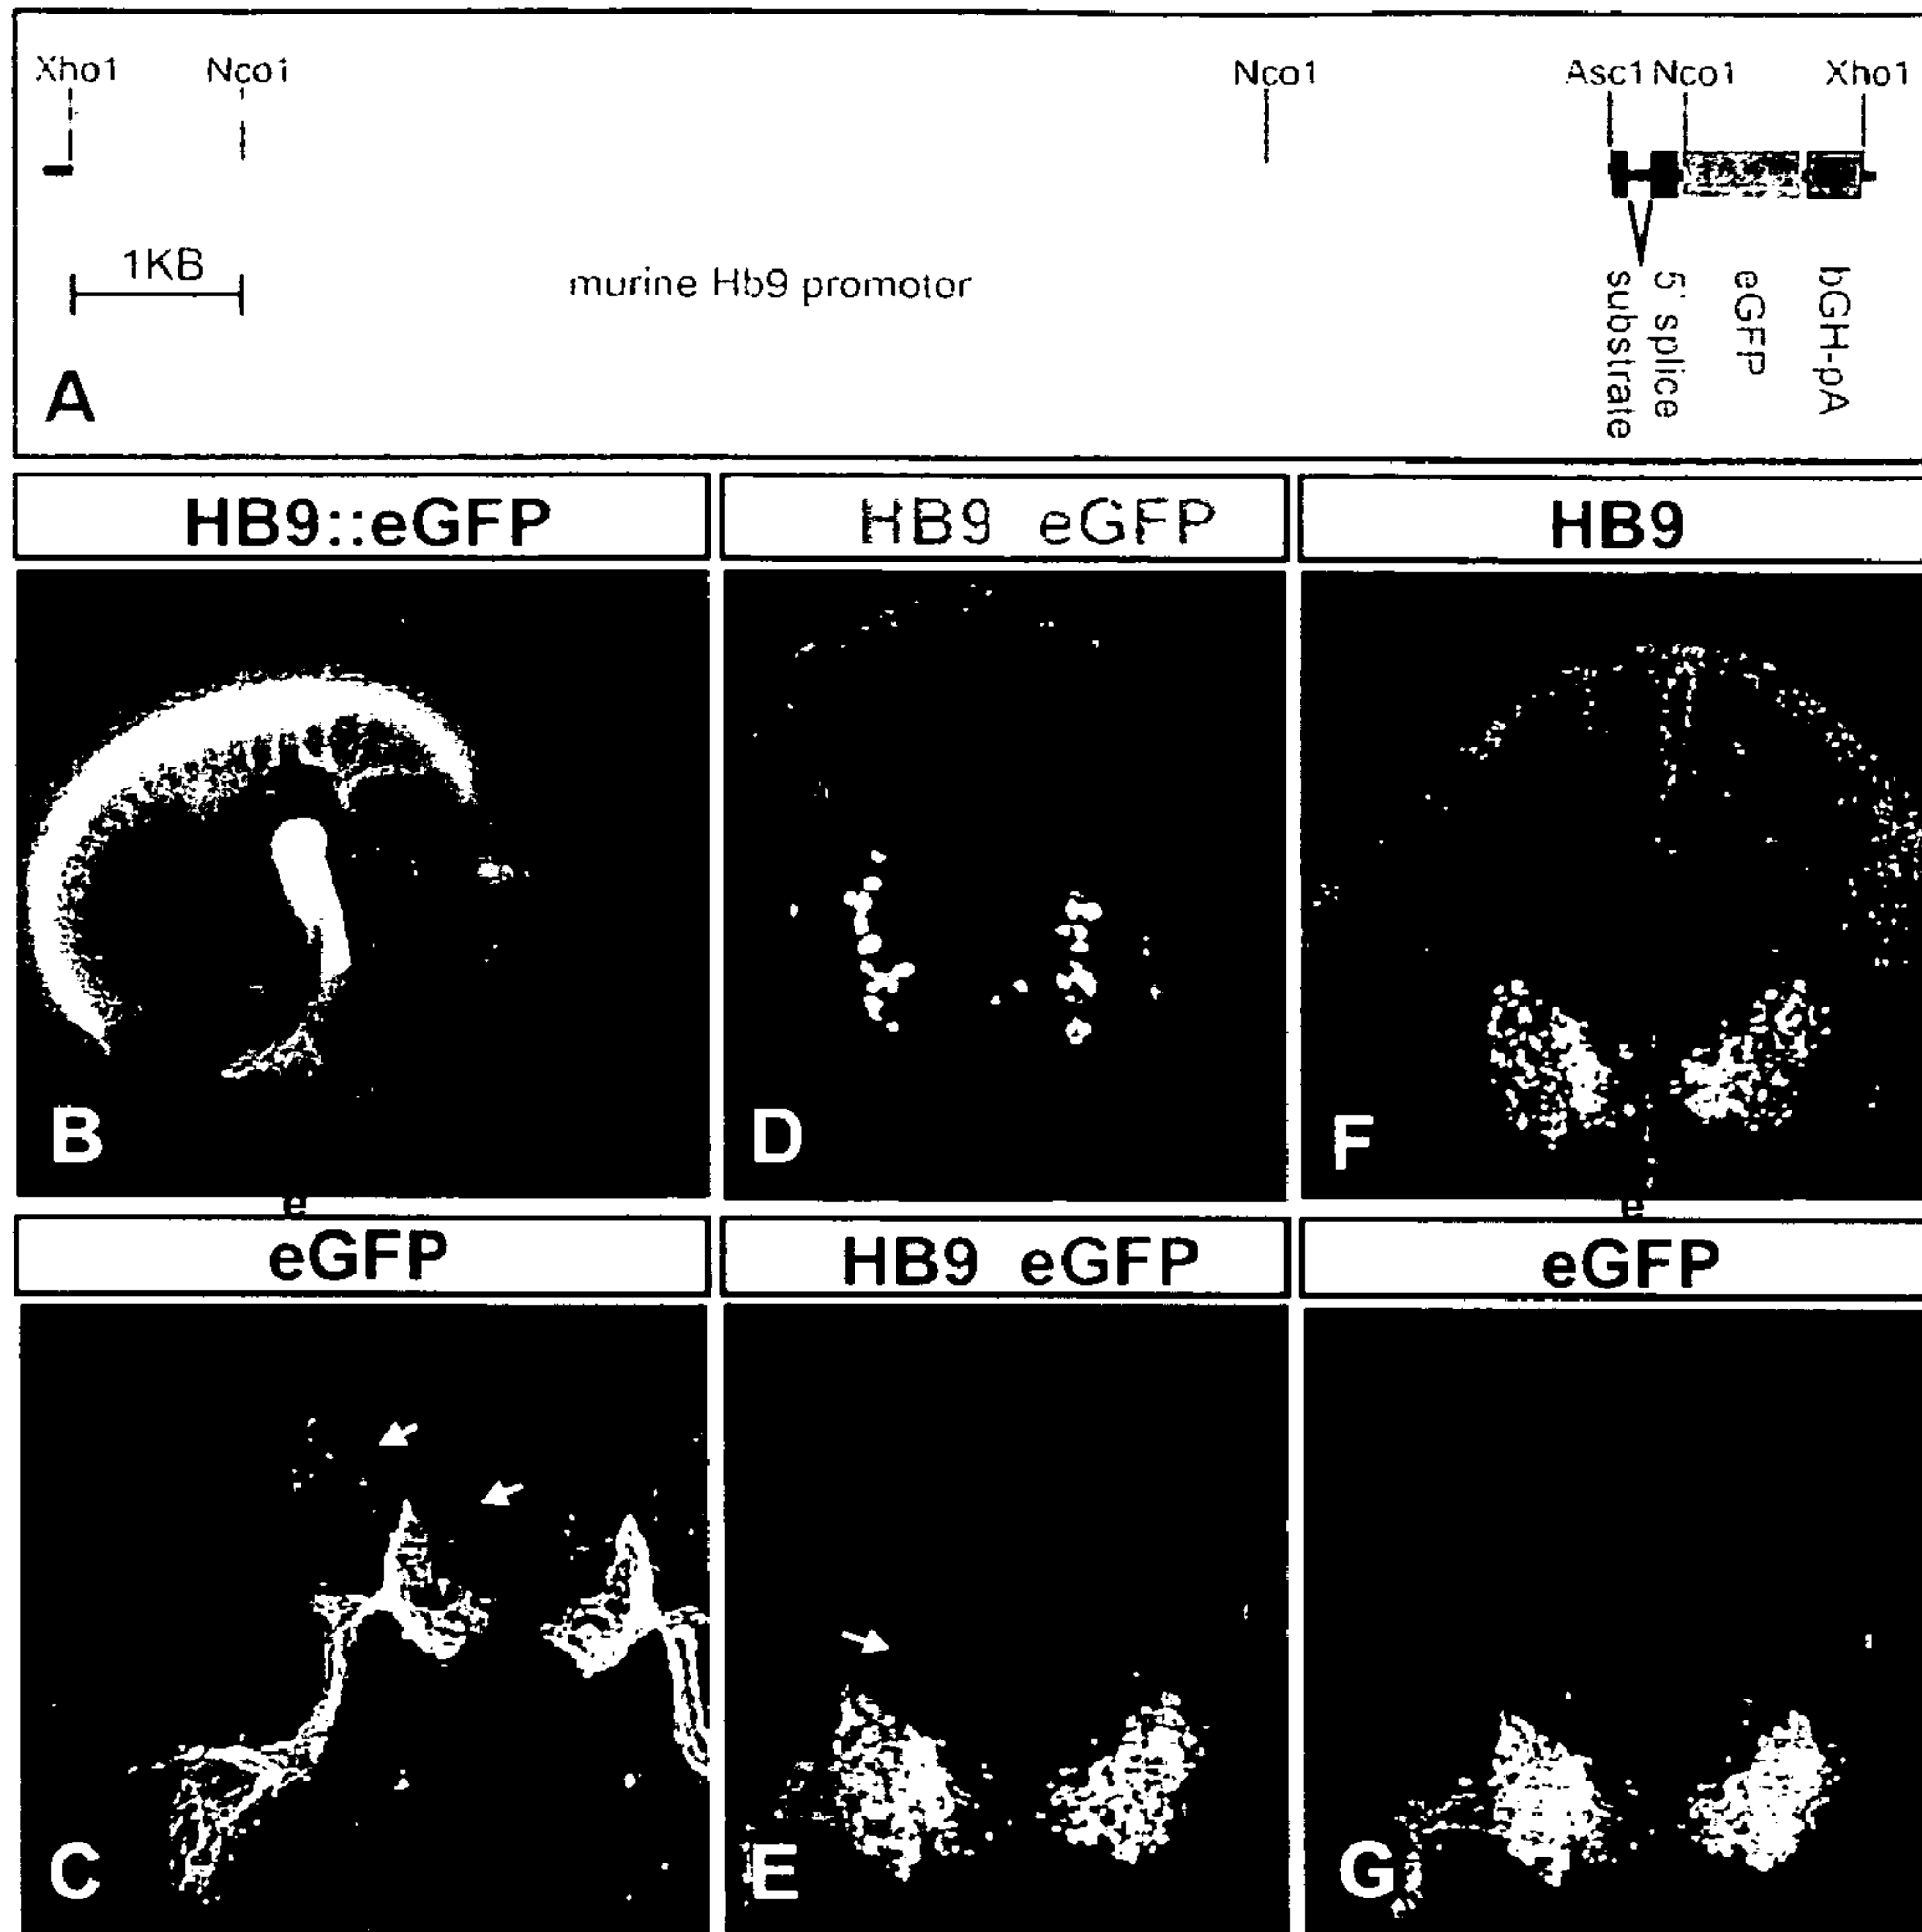 Xho1 Nco1 Nco1 Asc1 Nco1 Xho1
1KB
murine Hb9 promotor
substrate
5' splice
eGFP
bGH-pA
A
HB9::eGFP
HB9 eGFP
HB9
B
D
F
e
e
eGFP
HB9 eGFP
eGFP
C
E
G